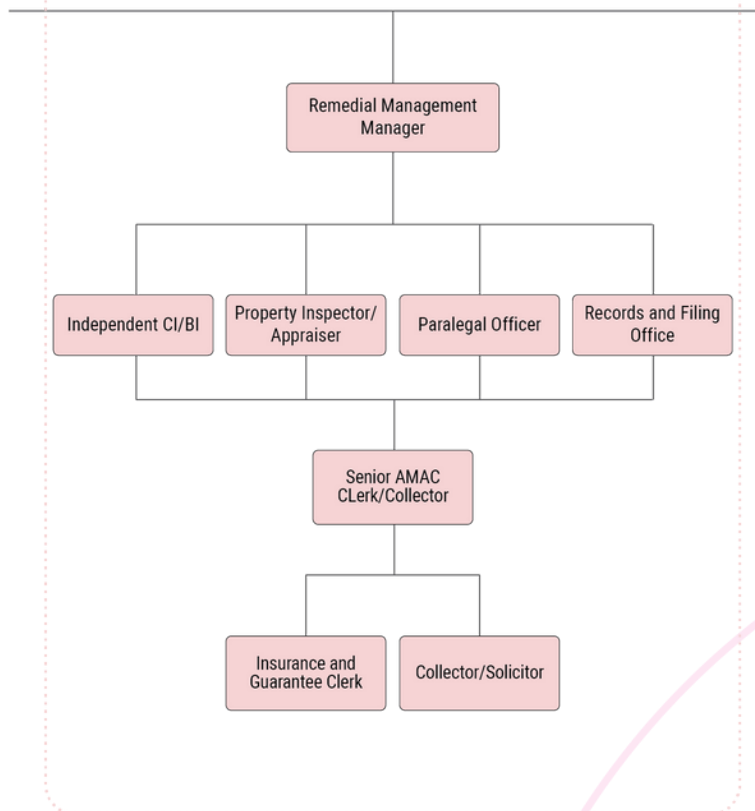 Remedial Management
Manager
Independent CI/BI
Property Inspector/
Appraiser
Paralegal Officer
Records and Filing
Office
Senior AMAC
CLerk/Collector
Insurance and
Guarantee Clerk
Collector/Solicitor